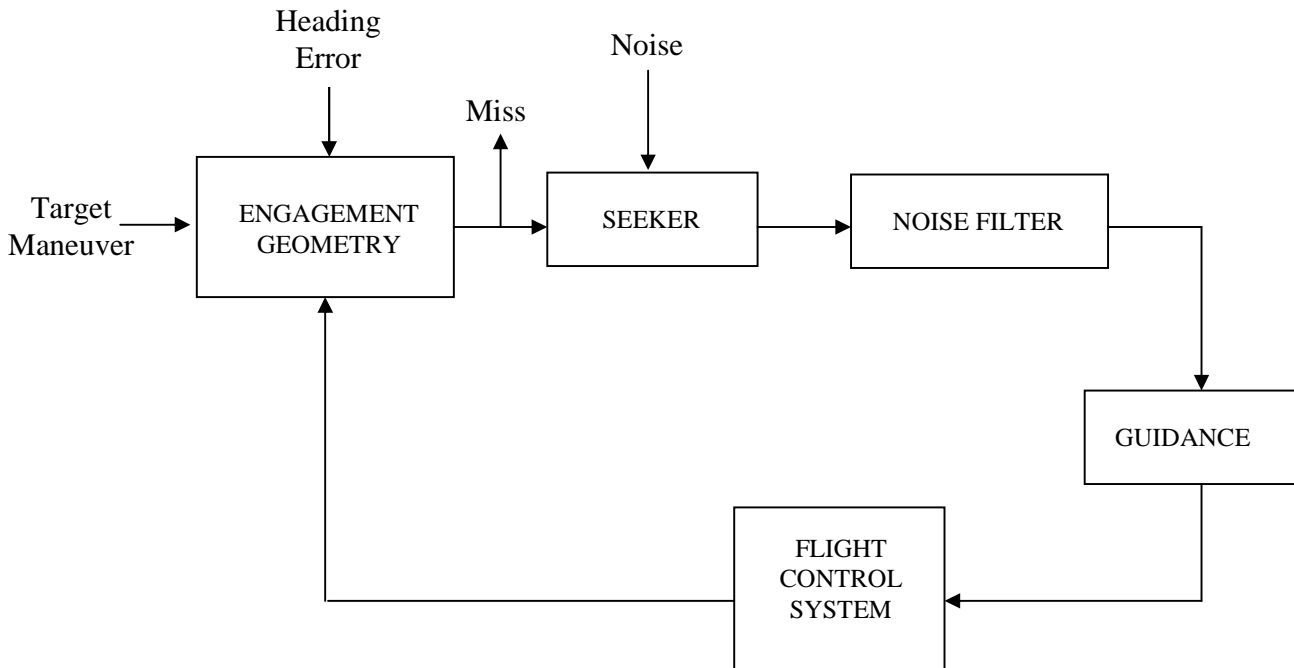 Heading
Error
Noise
Miss
Target
Maneuver
ENGAGEMENT
GEOMETRY
SEEKER
NOISE FILTER
GUIDANCE
FLIGHT
CONTROL
SYSTEM